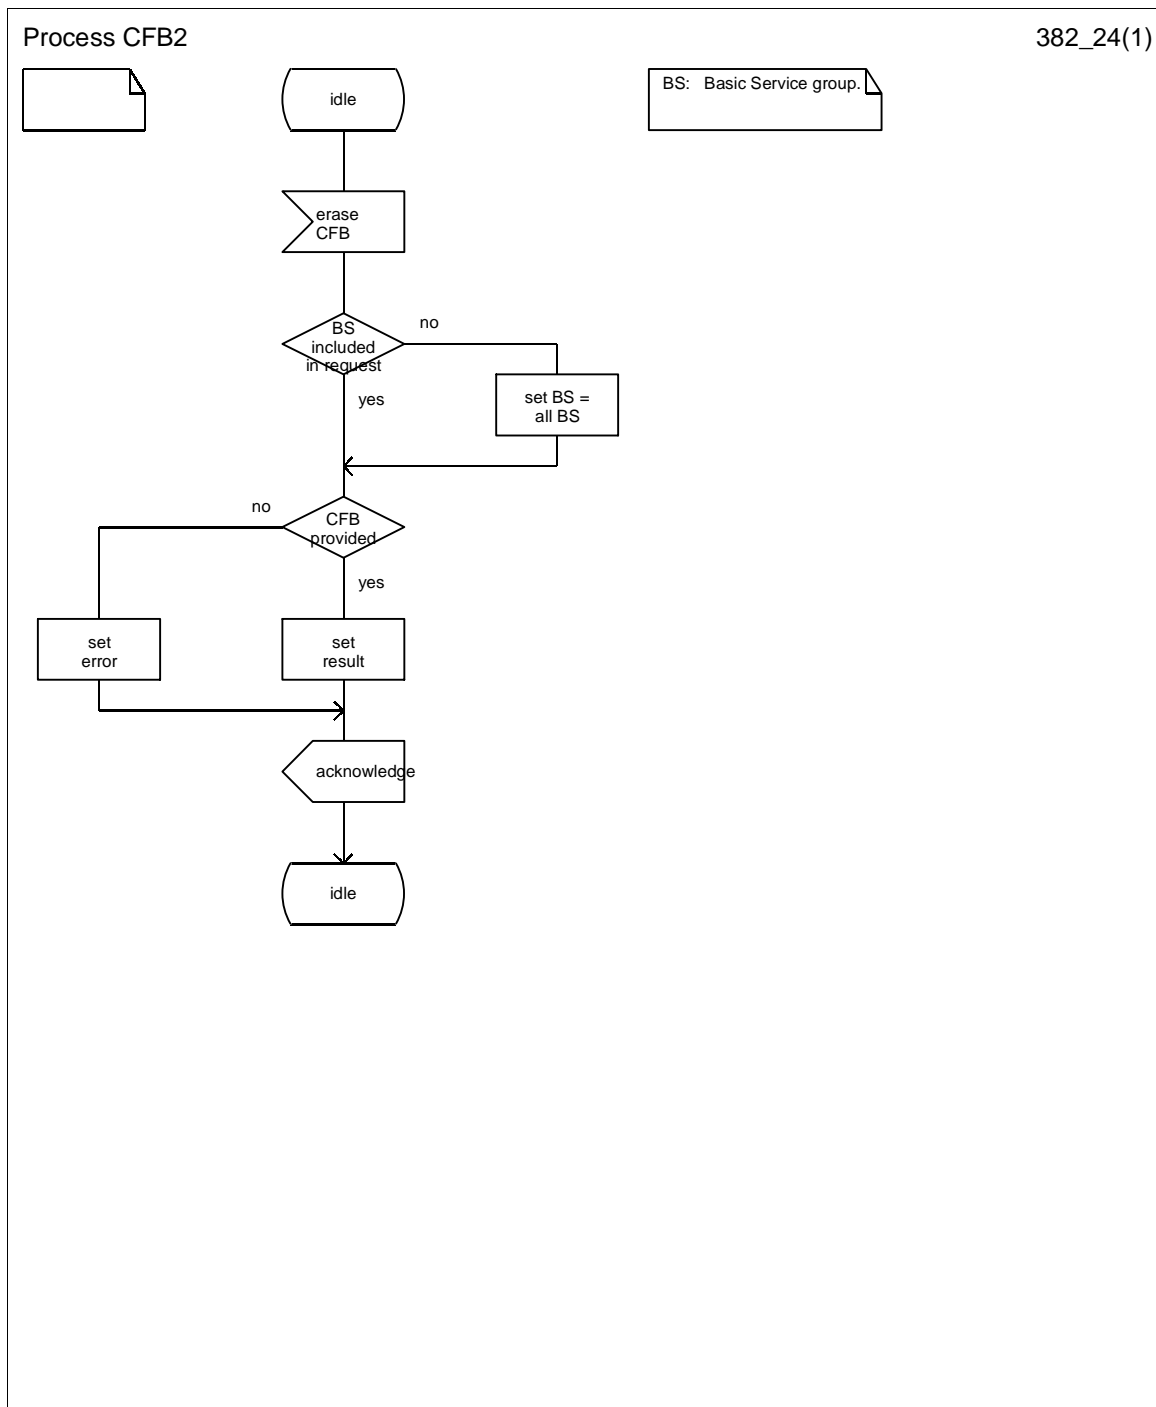 Process CFB2
382_24(1)
idle
BS: Basic Service group.
erase
CFB
BS
included
in request
no
yes
set BS =
all BS
no
CFB
provided
yes
set
error
set
result
acknowledge
idle